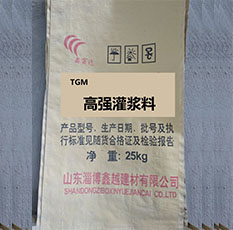 TGM
高强灌浆料
产品型号、生产日期、批号及执
行标准见随货合格证及检验报告
净 重: 25kg
山东淄博鑫越建材有限公司
SHANDONGZIBOXINYUEJIANCAI CO.LTD